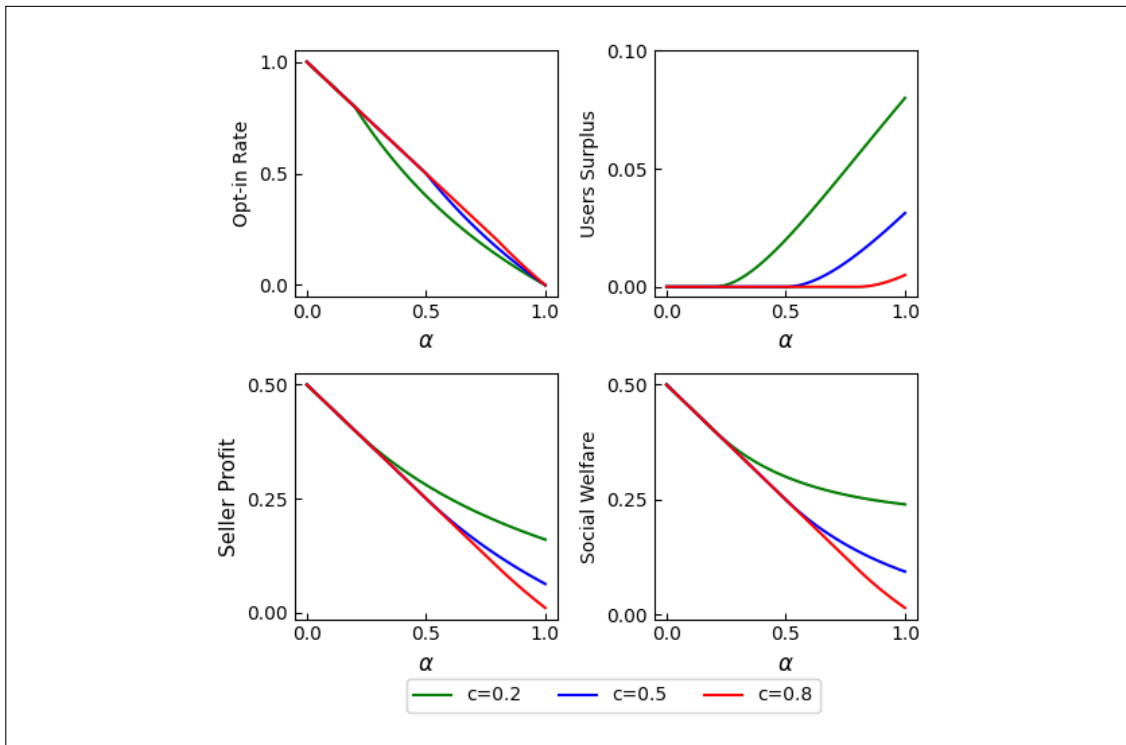 1.0
0.5
0.0
Opt-in Rate
0.0 0.5 1.0
α
0.10
0.05
0.00
Users Surplus
0.0 0.5 1.0
α
0.50
0.25
0.00
Seller Profit
0.0 0.5 1.0
α
0.50
0.25
0.00
Social Welfare
0.0 0.5 1.0
α
c=0.2 c=0.5 c=0.8